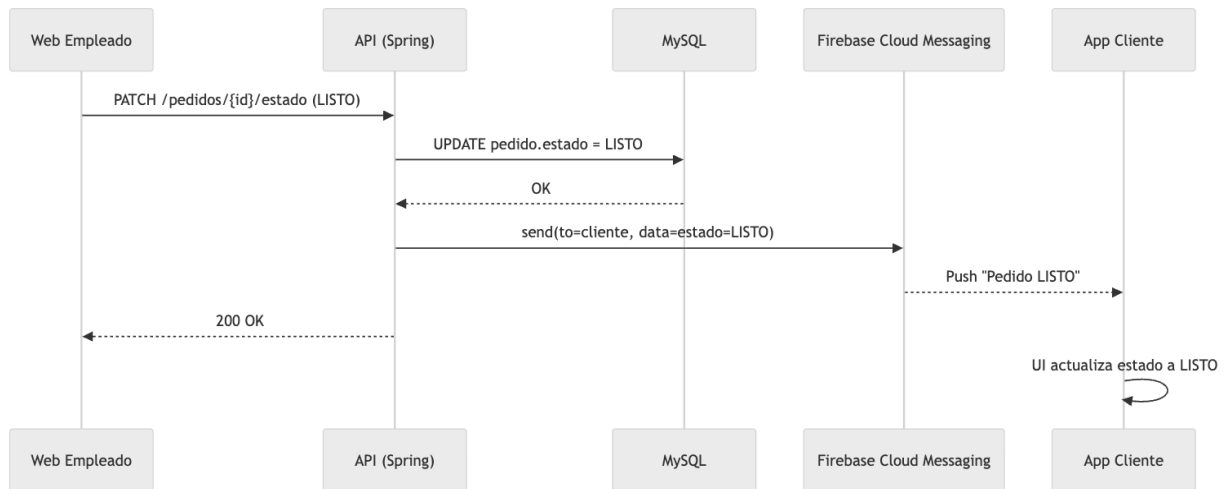 Web Empleado
API (Spring)
MySQL
Firebase Cloud Messaging
App Cliente
PATCH /pedidos/{id}/estado (LISTO)
UPDATE pedido.estado = LISTO
OK
send(to=cliente, data=estado=LISTO)
Push "Pedido LISTO"
200 OK
UI actualiza estado a LISTO
Web Empleado
API (Spring)
MySQL
Firebase Cloud Messaging
App Cliente